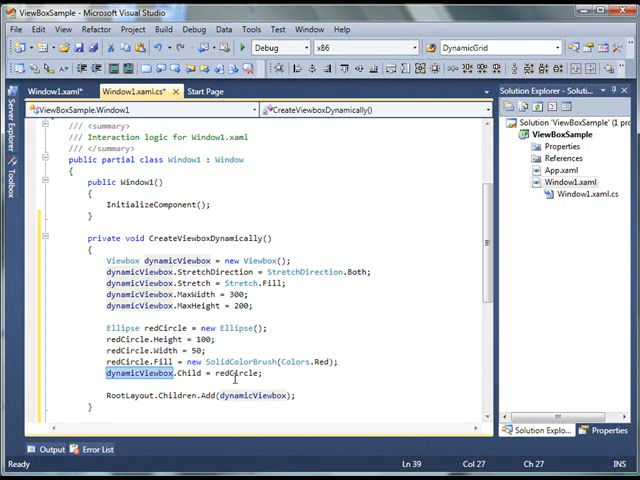 ViewBoxSample - Microsoft Visual Studio
File Edit View Refactor Project Build Debug Data Tools Test Window Help
Debug x86 DynamicGrid
Window1.xaml* Window1.xaml.cs* Start Page
ViewBoxSample.Window1 CreateViewboxDynamically()
/// <summary>
/// Interaction logic for Window1.xaml
/// </summary>
public partial class Window1 : Window
{
public Window1()
{
InitializeComponent();
}
private void CreateViewboxDynamically()
{
Viewbox dynamicViewbox = new Viewbox();
dynamicViewbox.StretchDirection = StretchDirection.Both;
dynamicViewbox.Stretch = Stretch.Fill;
dynamicViewbox.MaxWidth = 300;
dynamicViewbox.MaxHeight = 200;
Ellipse redCircle = new Ellipse();
redCircle.Height = 100;
redCircle.Width = 50;
redCircle.Fill = new SolidColorBrush(Colors.Red);
dynamicViewbox.Child = redCircle;
RootLayout.Children.Add(dynamicViewbox);
}
Server Explorer
Toolbox
Solution Explorer - Soluti...
Solution 'ViewBoxSample' (
ViewBoxSample
Properties
References
App.xaml
Window1.xaml
Window1.xaml.cs
Solution Explo... Properties
Output Error List
Ready Ln 39 Col 27 Ch 27 INS